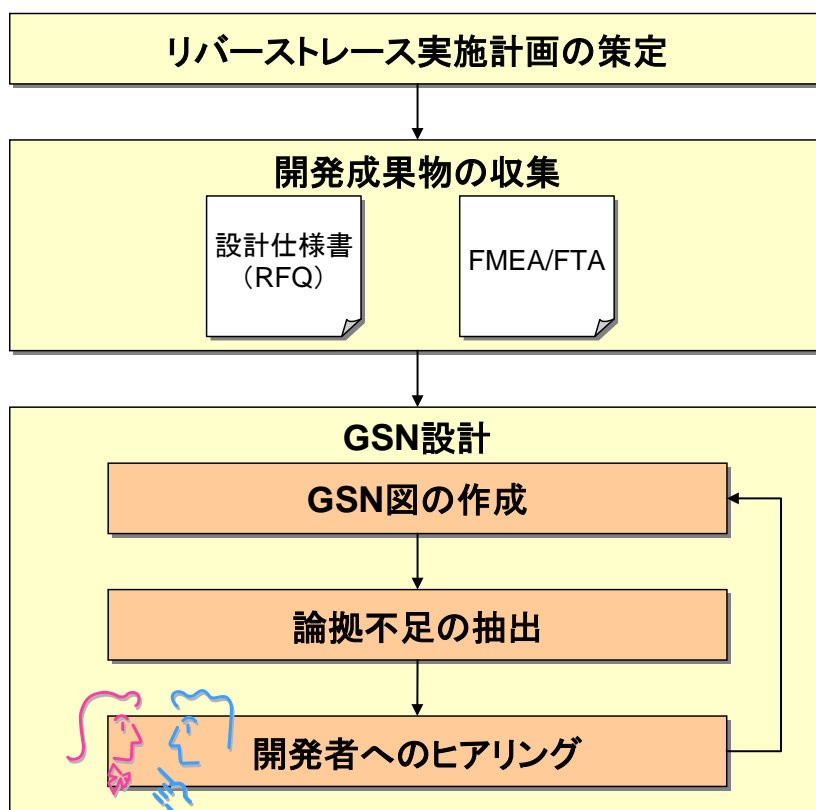 リバーストレース実施計画の策定
開発成果物の収集
設計仕様書
（RFQ）
FMEA/FTA
GSN設計
GSN図の作成
論拠不足の抽出
開発者へのヒアリング